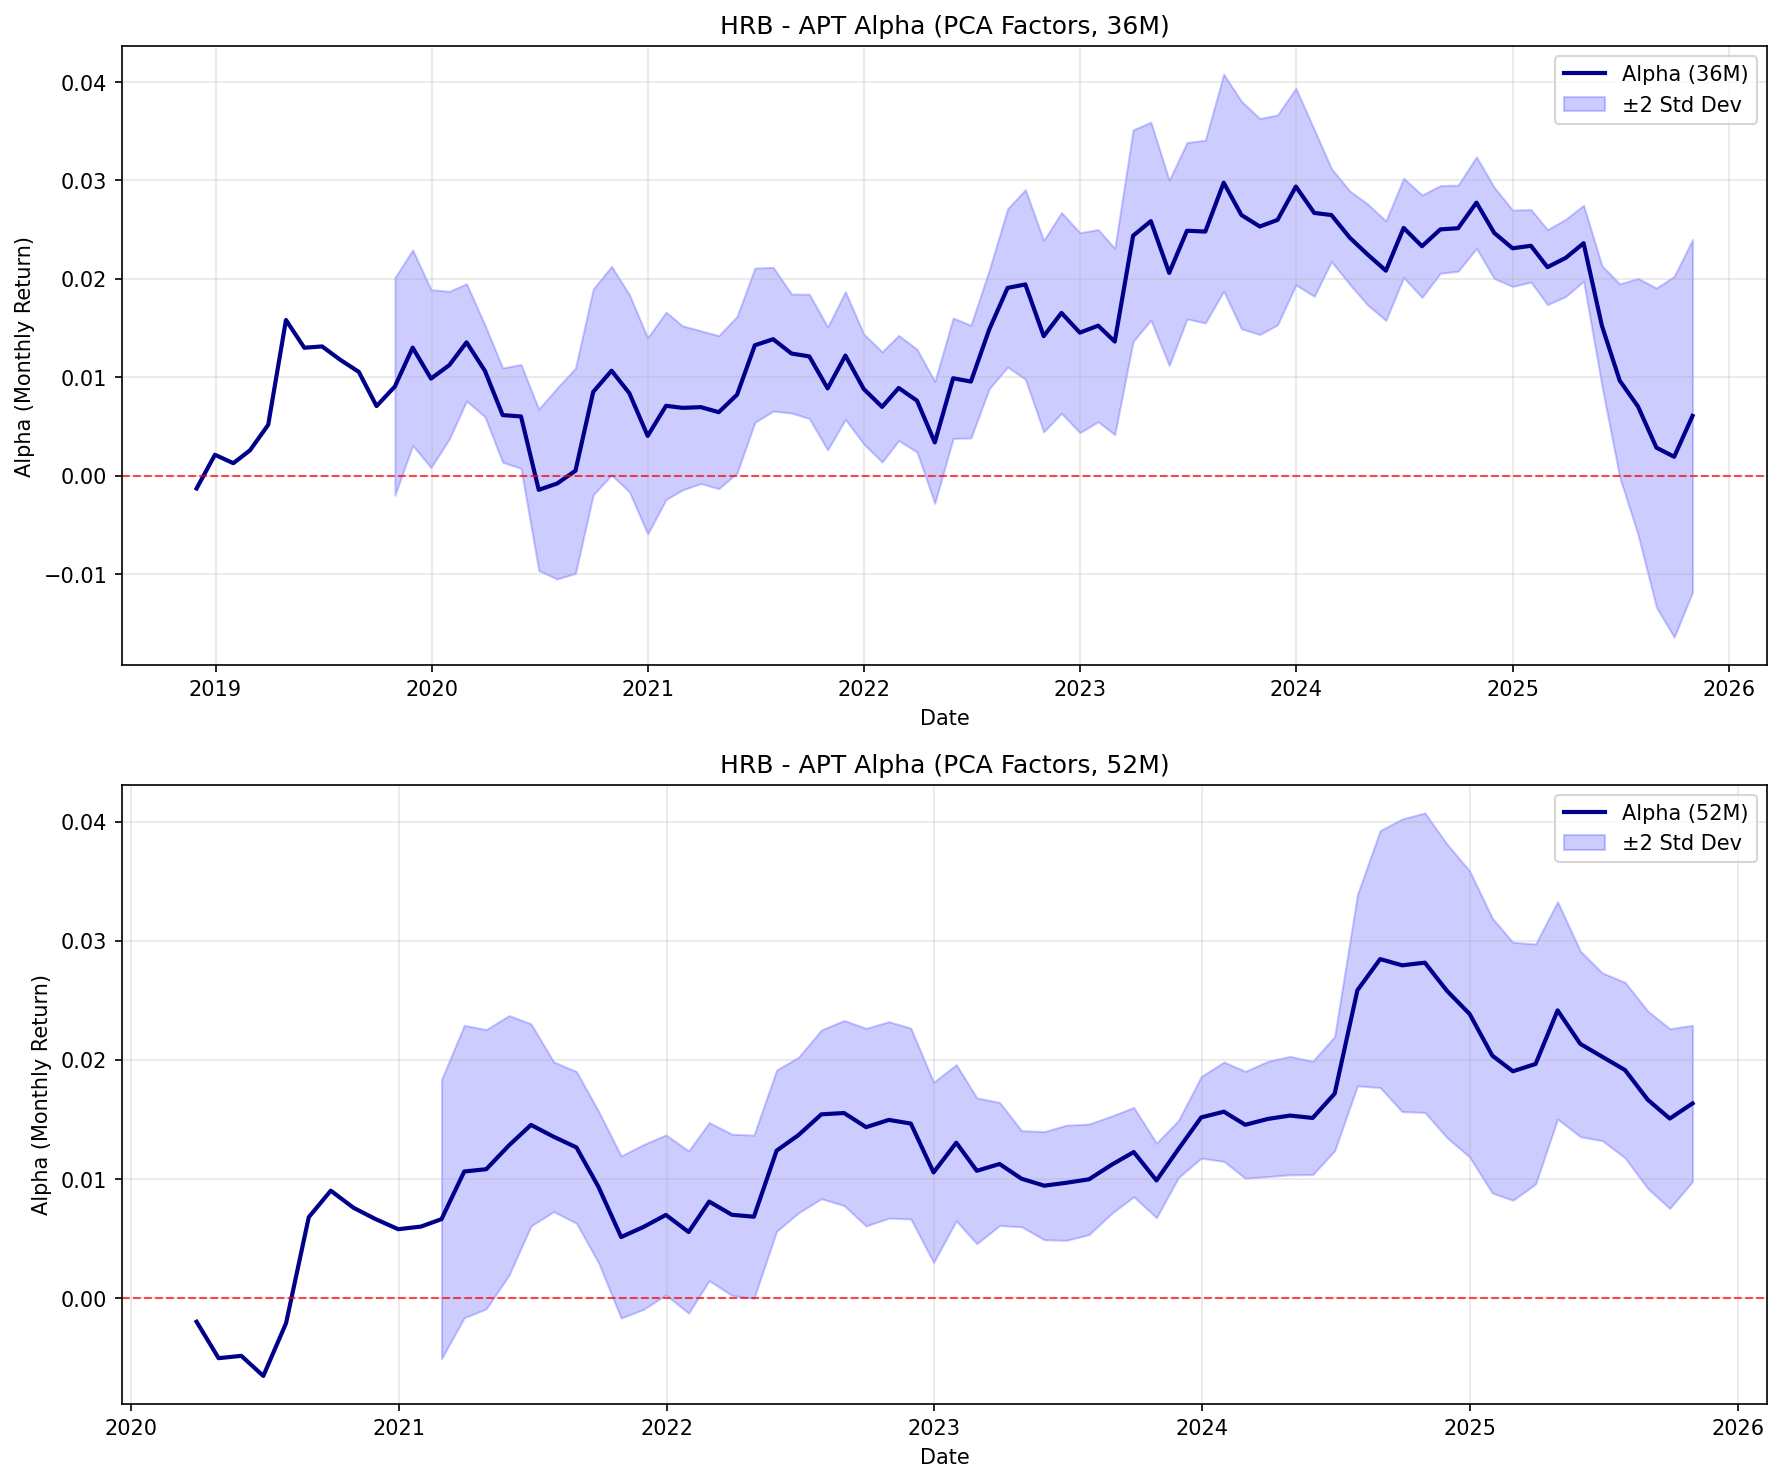 HRB - APT Alpha (PCA Factors, 36M)
Alpha (36M)
±2 Std Dev
Alpha (Monthly Return)
0.04
0.03
0.02
0.01
0.00
−0.01
2019 2020 2021 2022 2023 2024 2025 2026
Date
HRB - APT Alpha (PCA Factors, 52M)
Alpha (52M)
±2 Std Dev
Alpha (Monthly Return)
0.04
0.03
0.02
0.01
0.00
2020 2021 2022 2023 2024 2025 2026
Date